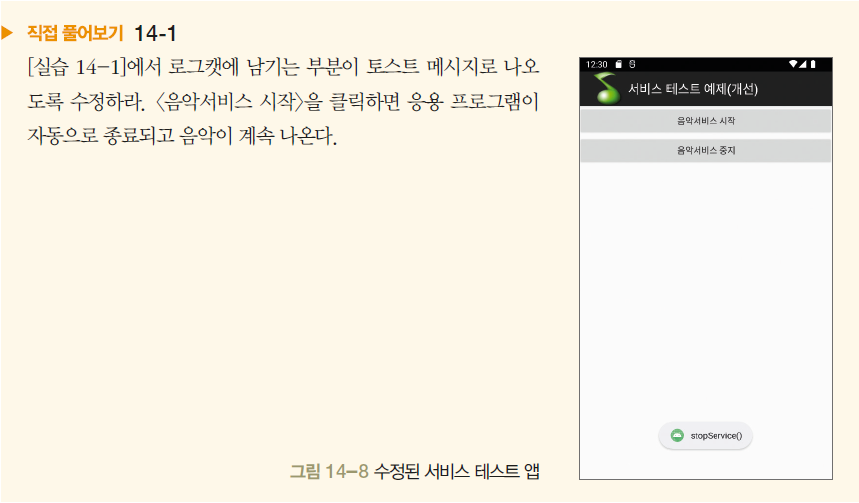 ▶ 직접 풀어보기 14-1
[실습 14-1]에서 로그캣에 남기는 부분이 토스트 메시지로 나오
도록 수정하라. 〈음악서비스 시작〉을 클릭하면 응용 프로그램이
자동으로 종료되고 음악이 계속 나온다.
12:30
서비스 테스트 예제(개선)
음악서비스 시작
음악서비스 중지
stopService()
그림 14-8 수정된 서비스 테스트 앱